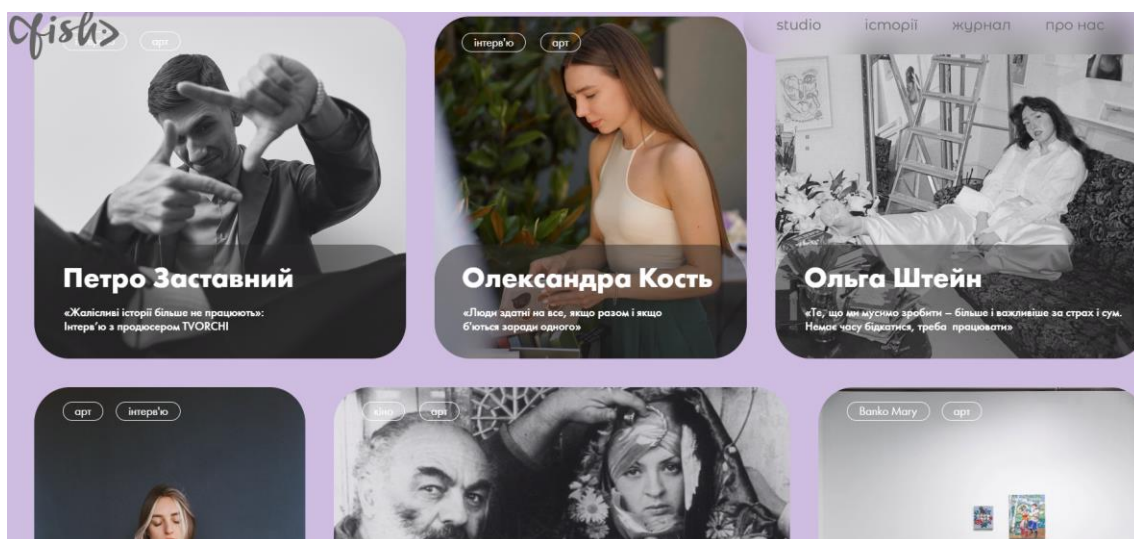 fish
studio історії журнал про нас
арт
інтерв'ю арт
Петро Заставний
«Жалісливі історії більше не працюють»:
Інтерв'ю з продюсером TVORCHI
Олександра Кость
«Люди здатні на все, якщо разом і якщо
б'ються заради одного»
Ольга Штейн
«Те, що ми мусимо зробити – більше і важливіше за страх і сум.
Немає часу бідкатися, треба працювати»
арт інтерв'ю
кіно арт
Banko Mary арт